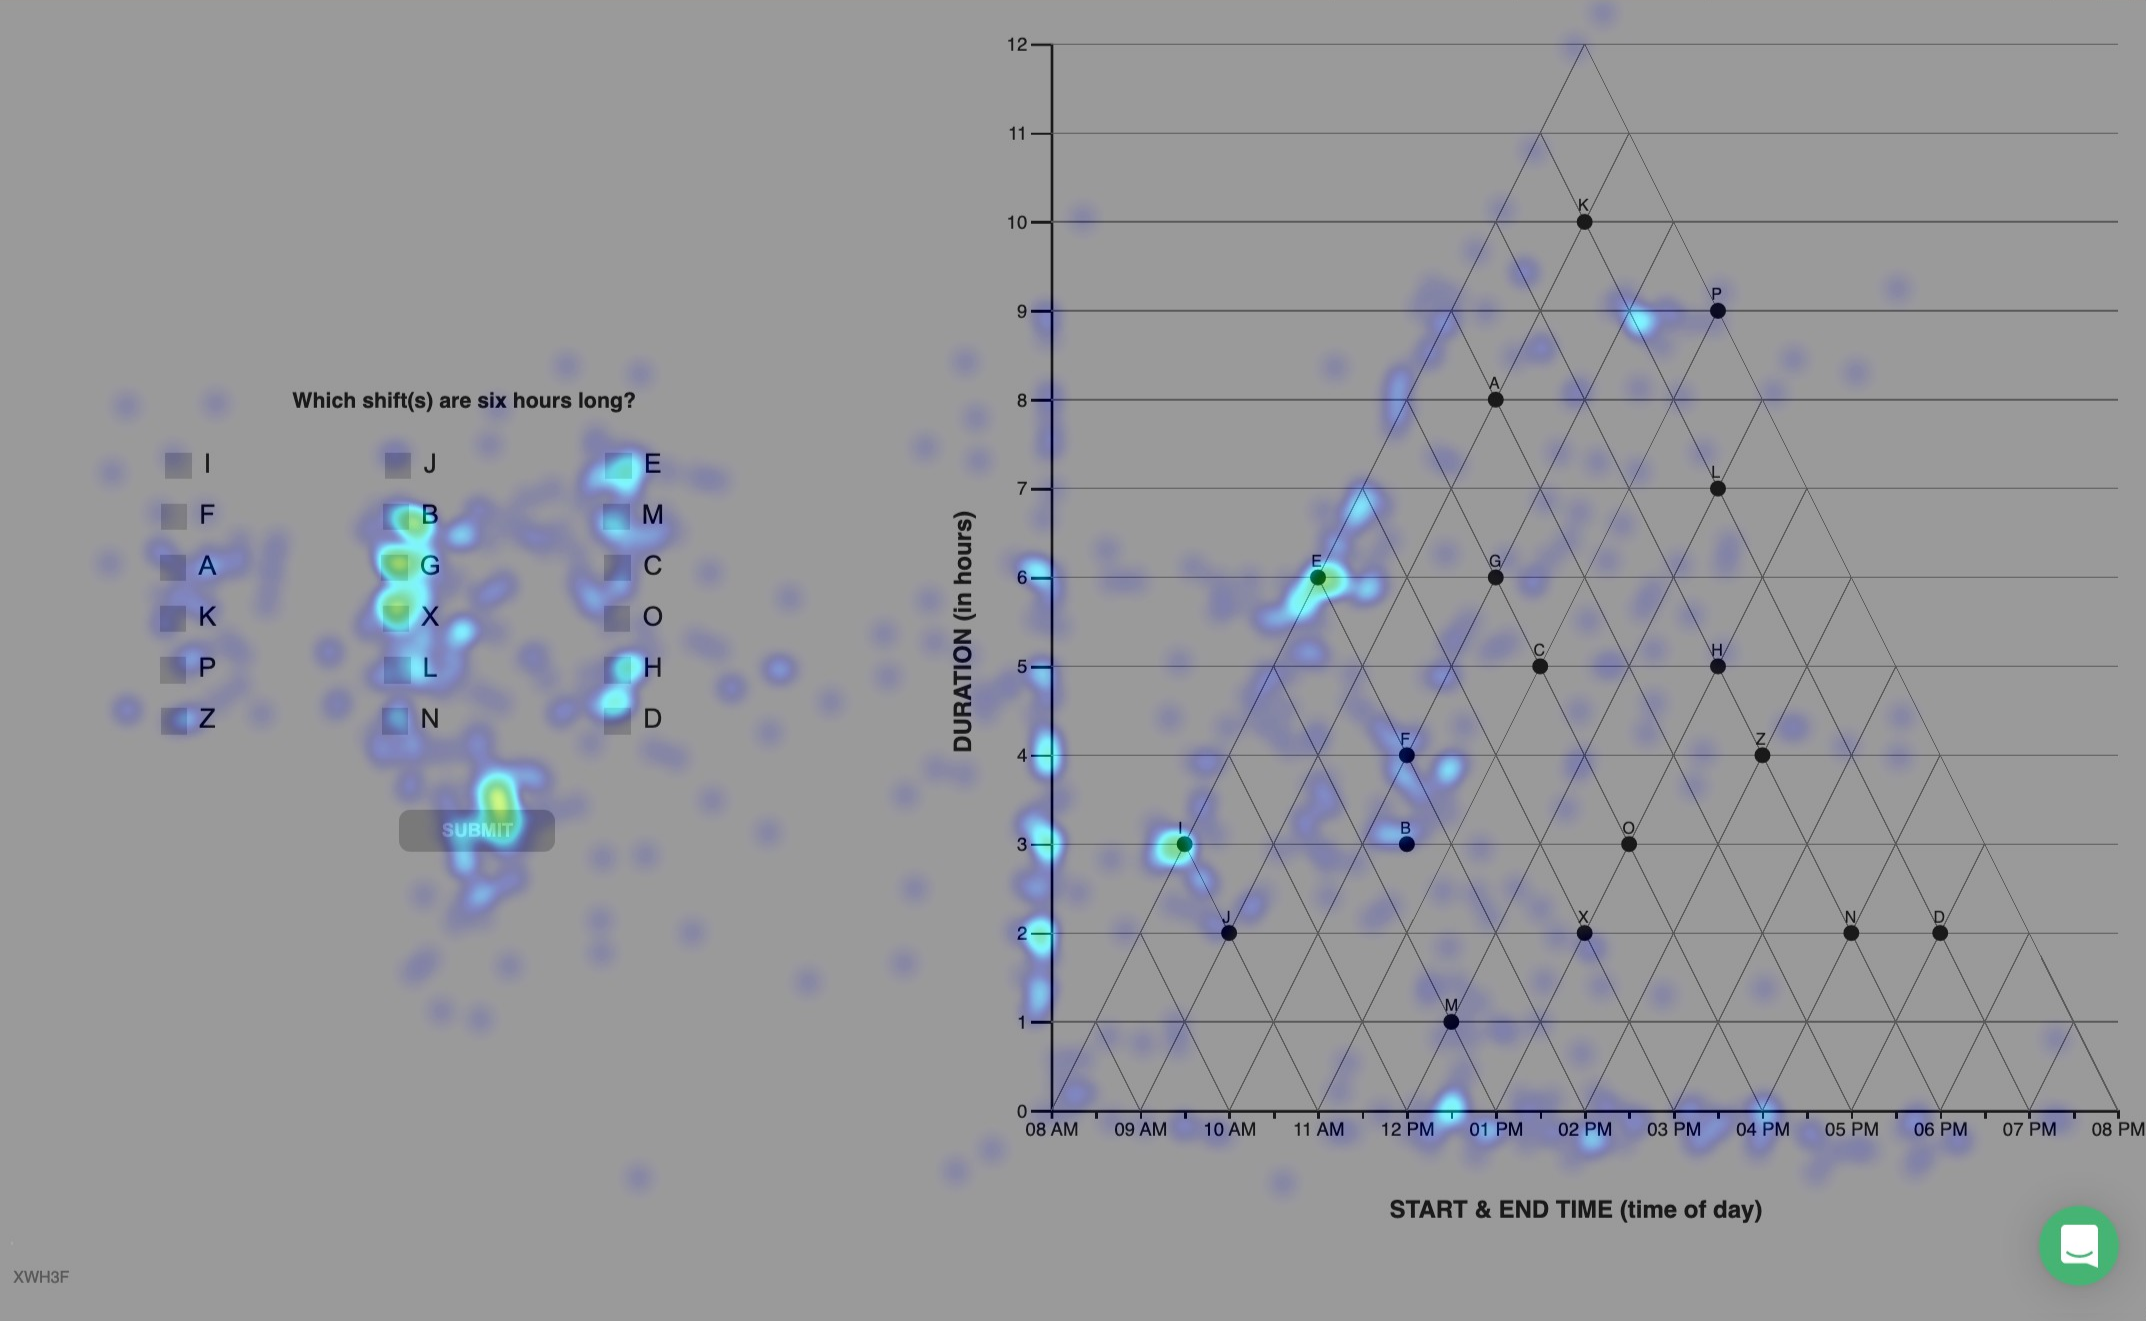 Which shift(s) are six hours long?
I J E
F B M
A G C
K X O
P L H
Z N D
SUBMIT
XWH3F
DURATION (in hours)
12
11
K
10
P
9
A
8
L
7
E G
6
C H
5
F Z
4
I B O
3
J X N D
2
M
1
0
08 AM 09 AM 10 AM 11 AM 12 PM 01 PM 02 PM 03 PM 04 PM 05 PM 06 PM 07 PM 08 PM
START & END TIME (time of day)